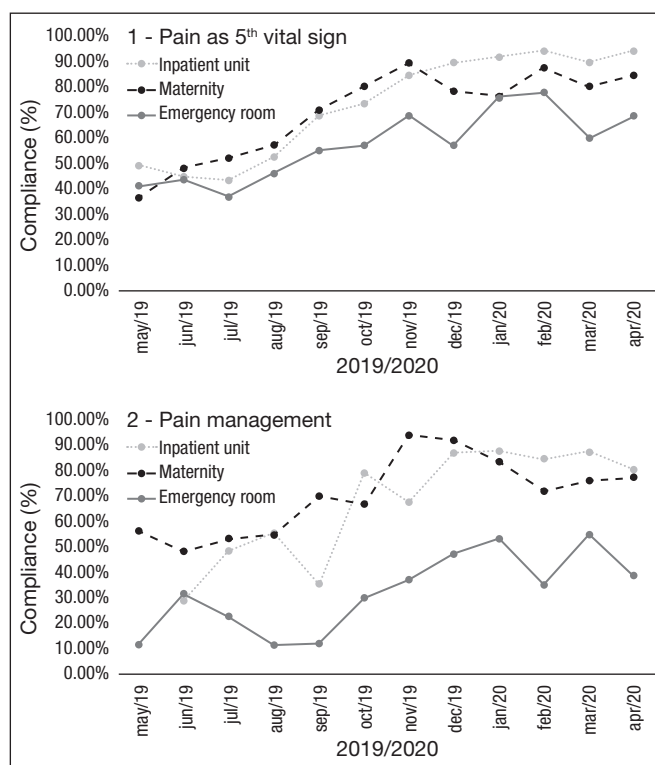 1 - Pain as 5th vital sign
Inpatient unit
Maternity
Emergency room
Compliance (%)
100.00%
90.00%
80.00%
70.00%
60.00%
50.00%
40.00%
30.00%
20.00%
10.00%
0.00%
may/19
jun/19
jul/19
aug/19
sep/19
oct/19
nov/19
dec/19
jan/20
feb/20
mar/20
apr/20
2019/2020
2 - Pain management
Inpatient unit
Maternity
Emergency room
Compliance (%)
100.00%
90.00%
80.00%
70.00%
60.00%
50.00%
40.00%
30.00%
20.00%
10.00%
0.00%
may/19
jun/19
jul/19
aug/19
sep/19
oct/19
nov/19
dec/19
jan/20
feb/20
mar/20
apr/20
2019/2020